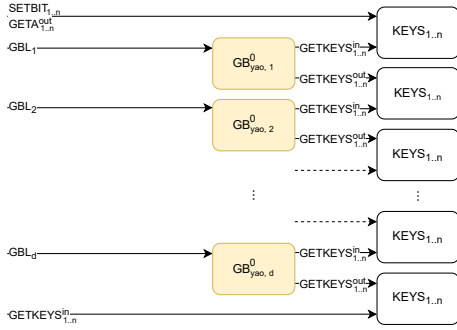 SETBIT₁..ₙ
GETAᵒᵘᵗ₁..ₙ
KEYS₁..ₙ
GBL₁
GB⁰yao, 1
GETKEYSⁱⁿ₁..ₙ
GETKEYSᵒᵘᵗ₁..ₙ
KEYS₁..ₙ
GBL₂
GB⁰yao, 2
GETKEYSⁱⁿ₁..ₙ
GETKEYSᵒᵘᵗ₁..ₙ
KEYS₁..ₙ
...
...
KEYS₁..ₙ
GBLd
GB⁰yao, d
GETKEYSⁱⁿ₁..ₙ
GETKEYSᵒᵘᵗ₁..ₙ
KEYS₁..ₙ
GETKEYSⁱⁿ₁..ₙ